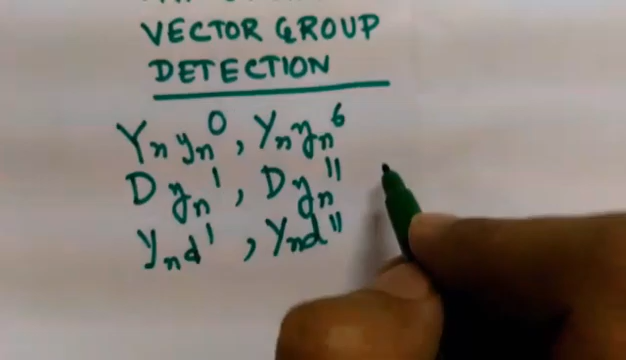 VECTOR GROUP
DETECTION
Ynyn0, Ynyn6
Dyn1, Dyn11
Ynd1, Ynd11